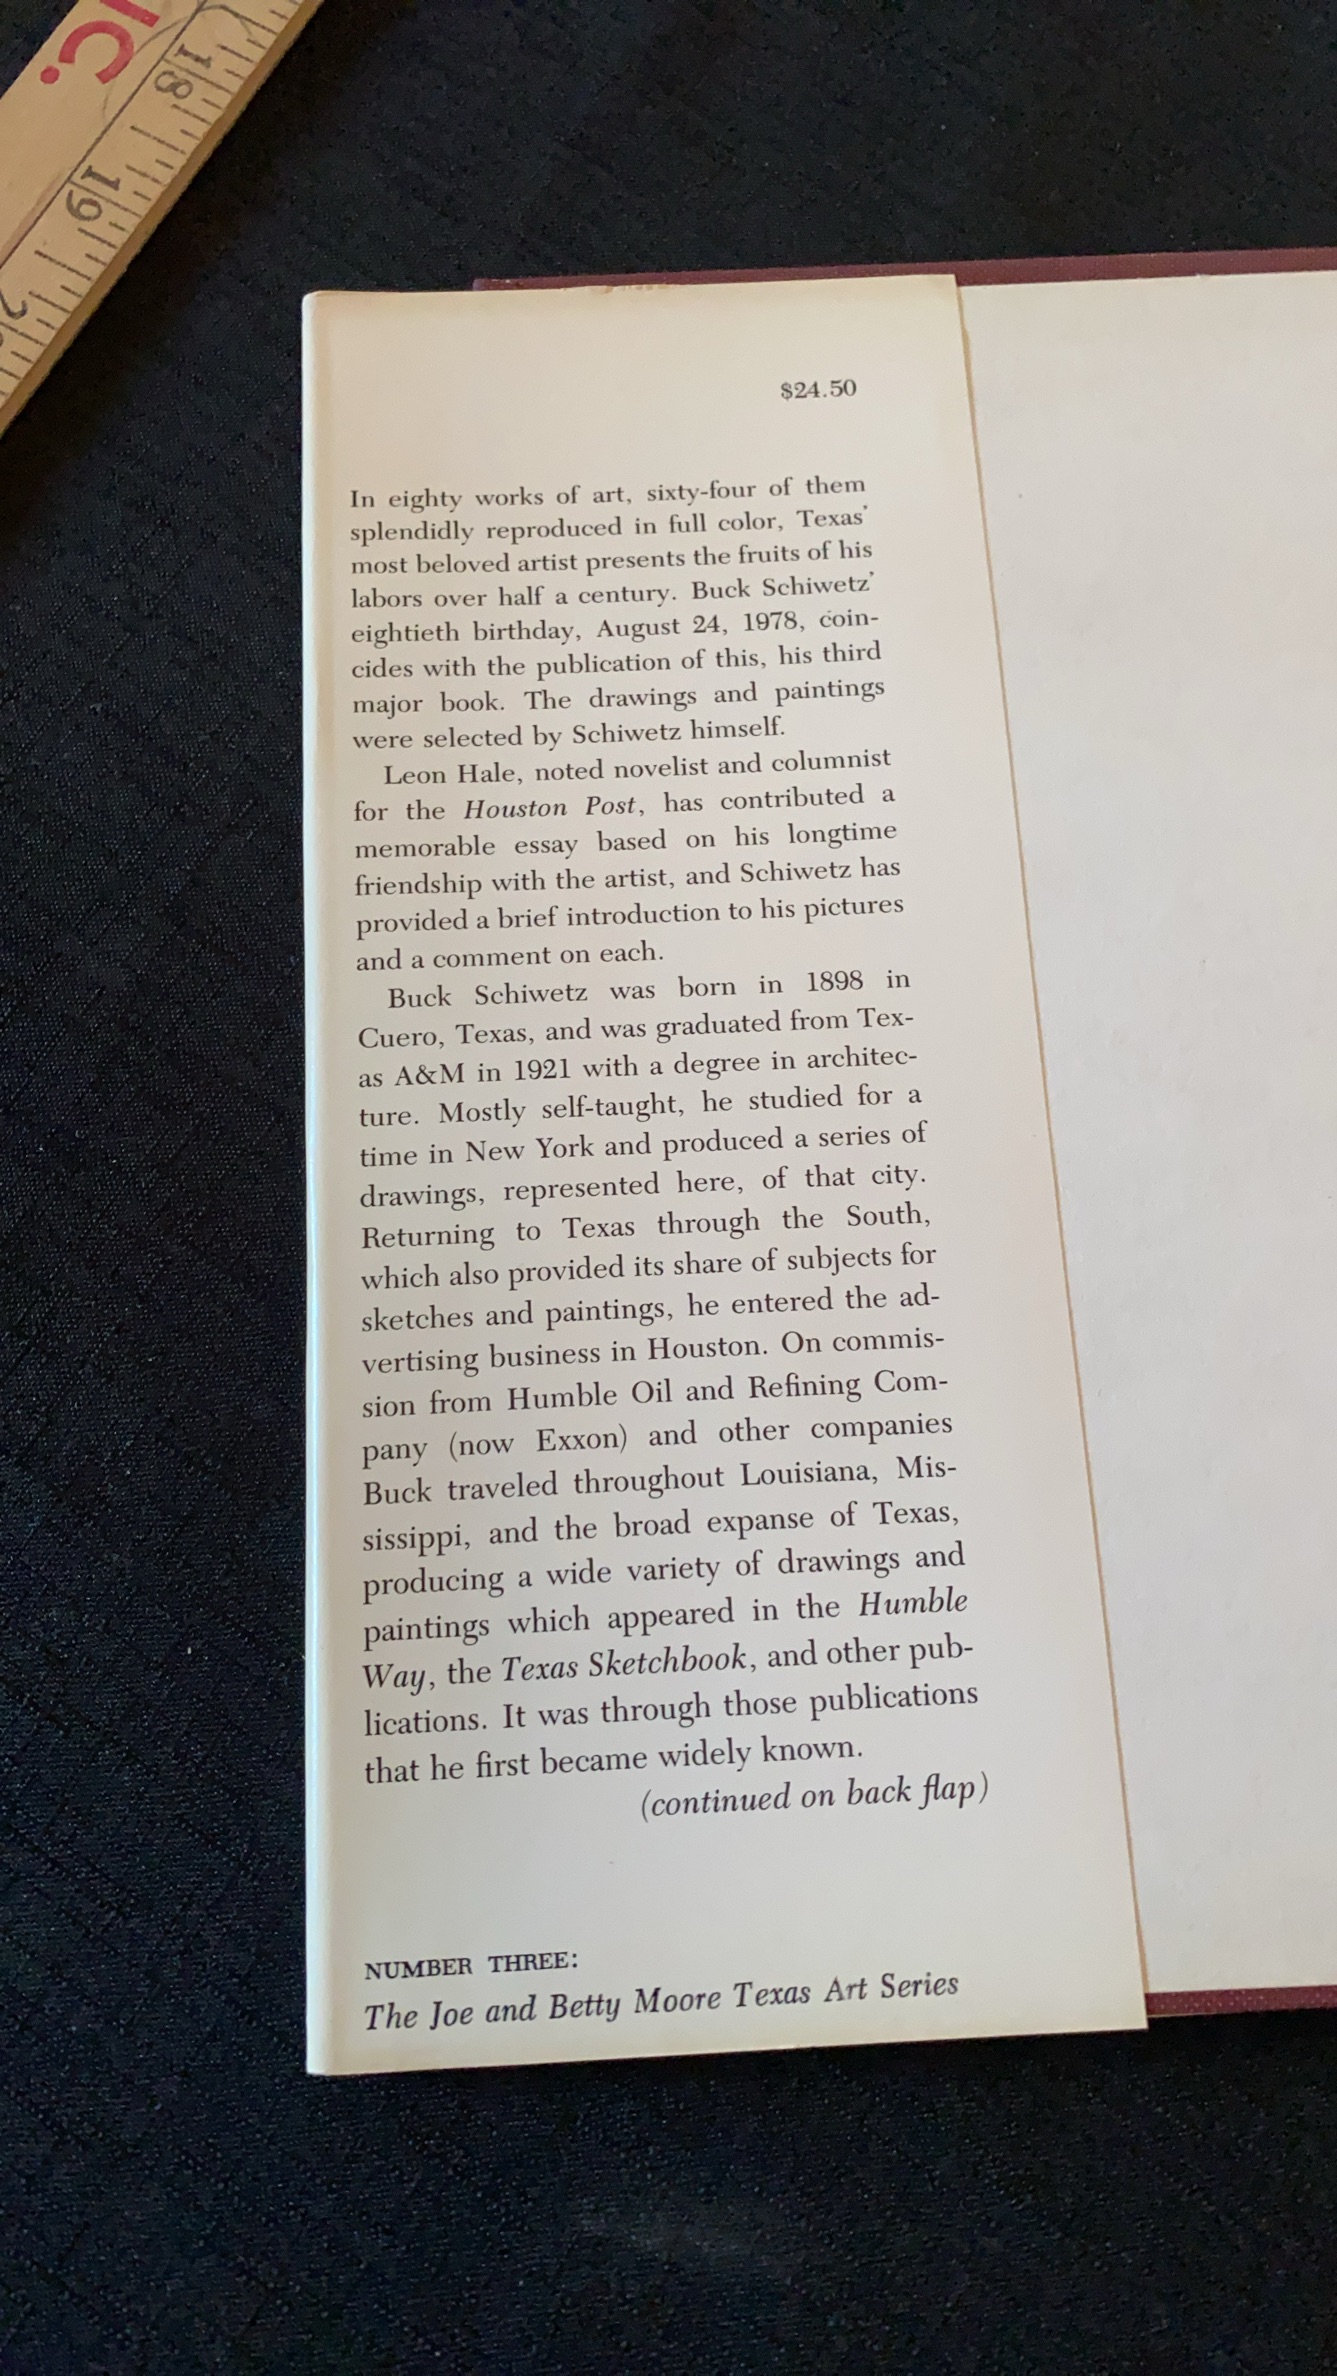 IC.
18
19
2
$24.50
In eighty works of art, sixty-four of them
splendidly reproduced in full color, Texas’
most beloved artist presents the fruits of his
labors over half a century. Buck Schiwetz’
eightieth birthday, August 24, 1978, coin-
cides with the publication of this, his third
major book. The drawings and paintings
were selected by Schiwetz himself.
Leon Hale, noted novelist and columnist
for the Houston Post, has contributed a
memorable essay based on his longtime
friendship with the artist, and Schiwetz has
provided a brief introduction to his pictures
and a comment on each.
Buck Schiwetz was born in 1898 in
Cuero, Texas, and was graduated from Tex-
as A&M in 1921 with a degree in architec-
ture. Mostly self-taught, he studied for a
time in New York and produced a series of
drawings, represented here, of that city.
Returning to Texas through the South,
which also provided its share of subjects for
sketches and paintings, he entered the ad-
vertising business in Houston. On commis-
sion from Humble Oil and Refining Com-
pany (now Exxon) and other companies
Buck traveled throughout Louisiana, Mis-
sissippi, and the broad expanse of Texas,
producing a wide variety of drawings and
paintings which appeared in the Humble
Way, the Texas Sketchbook, and other pub-
lications. It was through those publications
that he first became widely known.
(continued on back flap)
NUMBER THREE:
The Joe and Betty Moore Texas Art Series